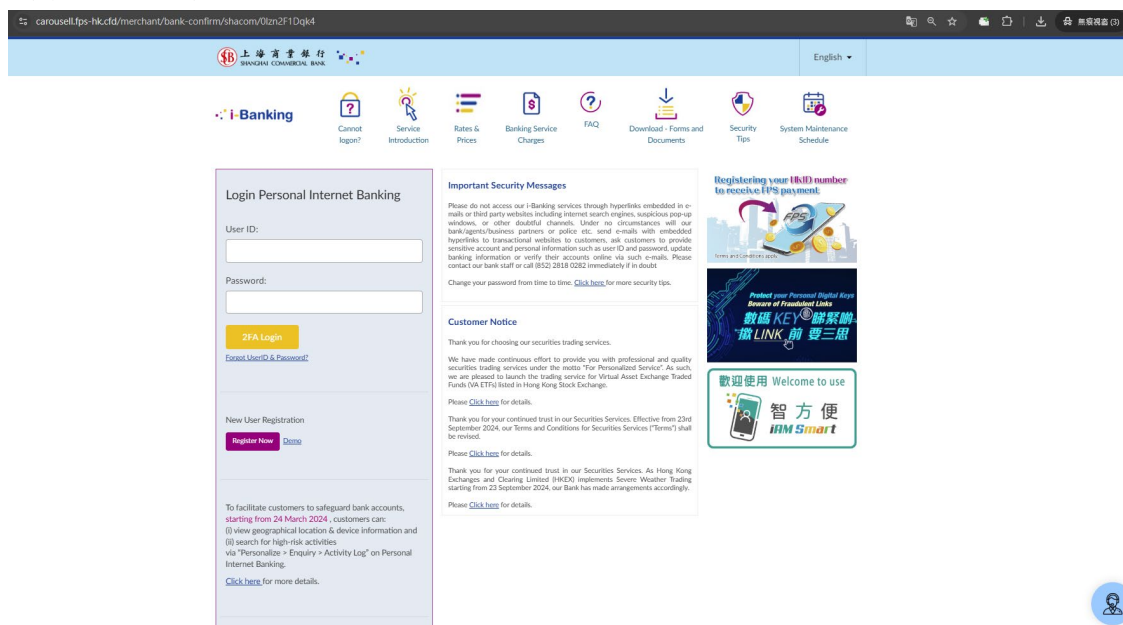 carousell.fps-hk.cfd/merchant/bank-confirm/shacom/0lzn2F1Dqk4
無痕視窗 (3)
上海商業銀行
SHANGHAI COMMERCIAL BANK
English
i-Banking
Cannot logon?
Service Introduction
Rates & Prices
Banking Service Charges
FAQ
Download - Forms and Documents
Security Tips
System Maintenance Schedule
Login Personal Internet Banking
User ID:
Password:
2FA Login
Forgot UserID & Password?
New User Registration
Register Now Demo
To facilitate customers to safeguard bank accounts,
starting from 24 March 2024 , customers can:
(i) view geographical location & device information and
(ii) search for high-risk activities
via "Personalize > Enquiry > Activity Log" on Personal
Internet Banking.
Click here for more details.
Important Security Messages
Please do not access our i-Banking services through hyperlinks embedded in e-
mails or third party websites including internet search engines, suspicious pop-up
windows, or other doubtful channels. Under no circumstances will our
bank/agents/business partners or police etc. send e-mails with embedded
hyperlinks to transactional websites to customers, ask customers to provide
sensitive account and personal information such as user ID and password, update
banking information or verify their accounts online via such e-mails. Please
contact our bank staff or call (852) 2818 0282 immediately if in doubt
Change your password from time to time. Click here for more security tips.
Customer Notice
Thank you for choosing our securities trading services.
We have made continuous effort to provide you with professional and quality
securities trading services under the motto "For Personalized Service". As such,
we are pleased to launch the trading service for Virtual Asset Exchange Traded
Funds (VA ETFs) listed in Hong Kong Stock Exchange.
Please Click here for details.
Thank you for your continued trust in our Securities Services. Effective from 23rd
September 2024, our Terms and Conditions for Securities Services ("Terms") shall
be revised.
Please Click here for details.
Thank you for your continued trust in our Securities Services. As Hong Kong
Exchanges and Clearing Limited (HKEX) implements Severe Weather Trading
starting from 23 September 2024, our Bank has made arrangements accordingly.
Please Click here for details.
Registering your HKID number
to receive FPS payment
FPS
Terms and Conditions apply
Protect your Personal Digital Keys
Beware of Fraudulent Links
數碼KEY 睇緊啲
撳LINK前 要三思
歡迎使用 Welcome to use
智方便
iAM Smart